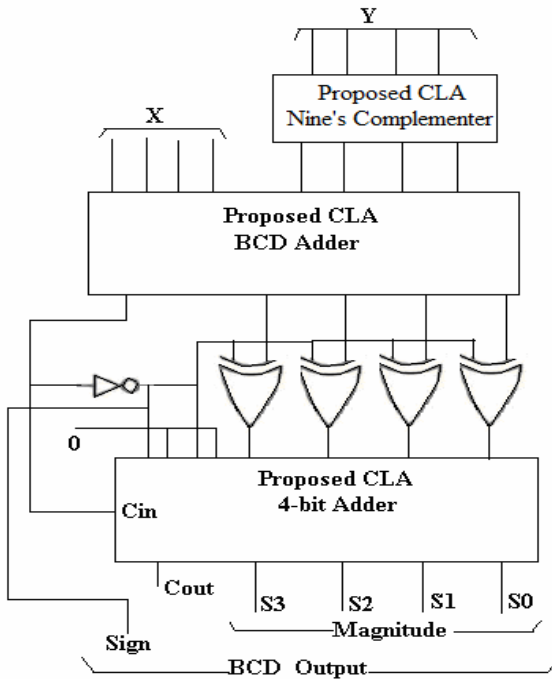 Y
Proposed CLA
Nine's Complementer
X
Proposed CLA
BCD Adder
0
Proposed CLA
4-bit Adder
Cin
Cout
S3
S2
S1
S0
Magnitude
Sign
BCD Output